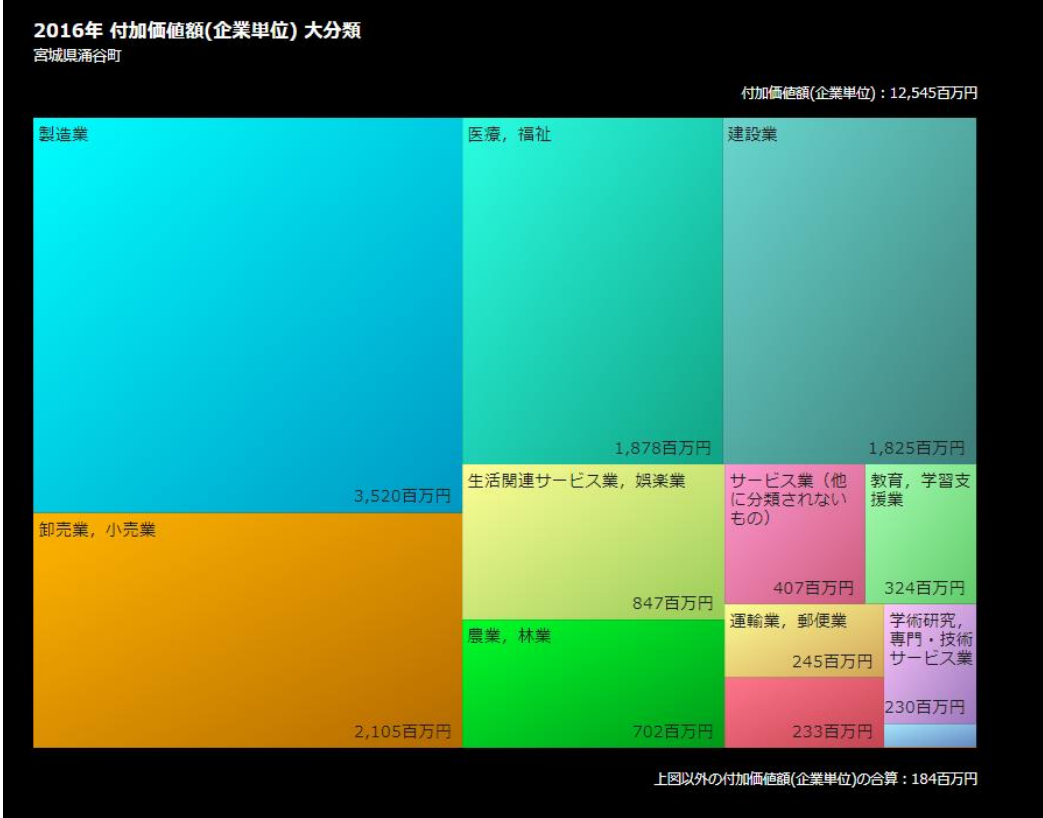 2016年 付加価値額(企業単位) 大分類
宮城県涌谷町
付加価値額(企業単位)：12,545百万円
製造業
3,520百万円
卸売業，小売業
2,105百万円
医療，福祉
1,878百万円
建設業
1,825百万円
生活関連サービス業，娯楽業
847百万円
農業，林業
702百万円
サービス業（他
に分類されない
もの）
407百万円
教育，学習支
援業
324百万円
運輸業，郵便業
245百万円
233百万円
学術研究，
専門・技術
サービス業
230百万円
上図以外の付加価値額(企業単位)の合算：184百万円